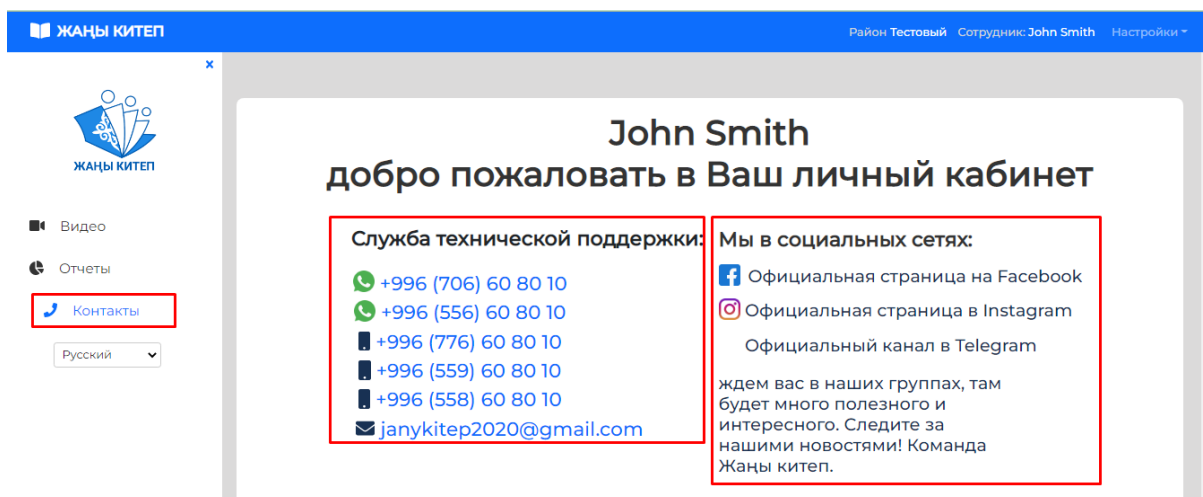 ЖАҢЫ КИТЕП
Район Тестовый Сотрудник: John Smith Настройки
×
ЖАҢЫ КИТЕП
Видео
Отчеты
Контакты
Русский
John Smith
добро пожаловать в Ваш личный кабинет
Служба технической поддержки:
+996 (706) 60 80 10
+996 (556) 60 80 10
+996 (776) 60 80 10
+996 (559) 60 80 10
+996 (558) 60 80 10
janykitep2020@gmail.com
Мы в социальных сетях:
Официальная страница на Facebook
Официальная страница в Instagram
Официальный канал в Telegram
ждем вас в наших группах, там
будет много полезного и
интересного. Следите за
нашими новостями! Команда
Жаңы китеп.